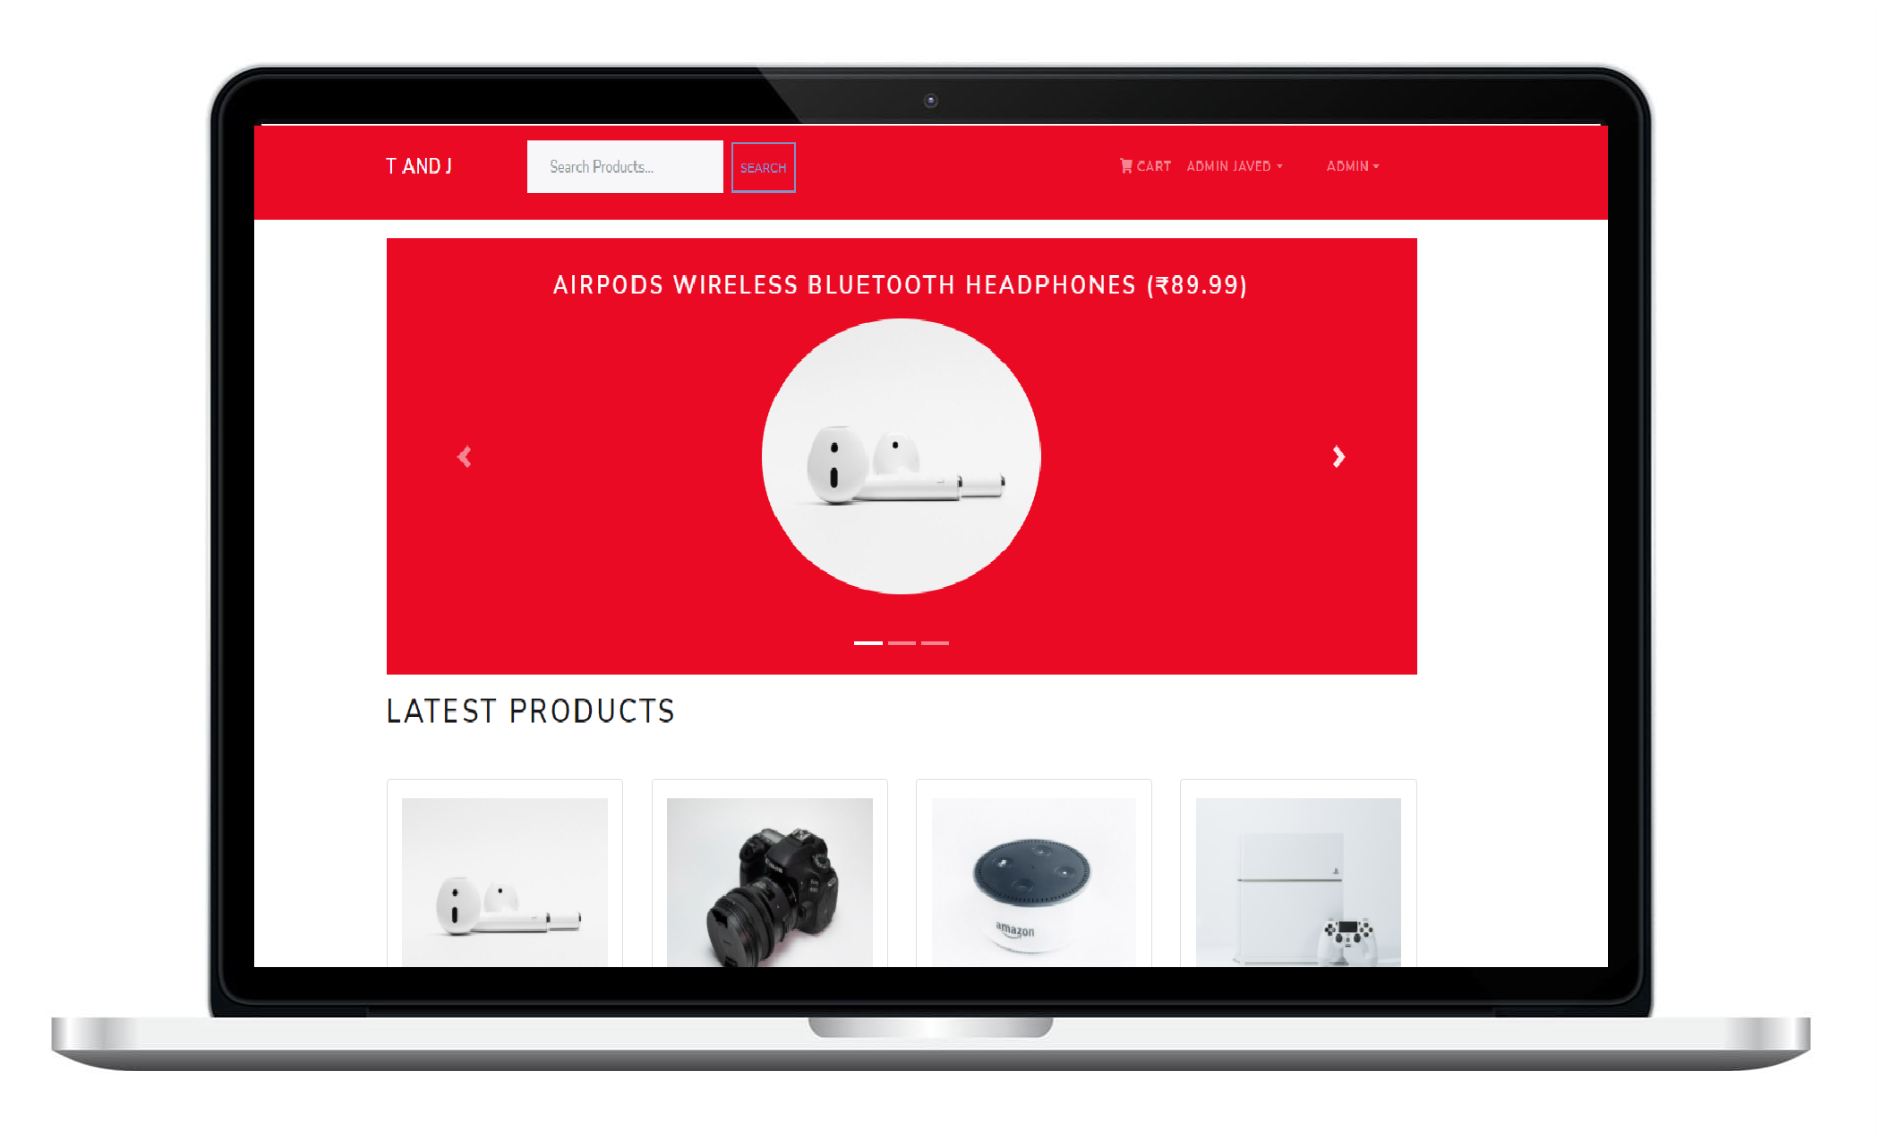 T AND J
Search Products...
SEARCH
CART
ADMIN JAVED
ADMIN
AIRPODS WIRELESS BLUETOOTH HEADPHONES (₹89.99)
LATEST PRODUCTS
amazon